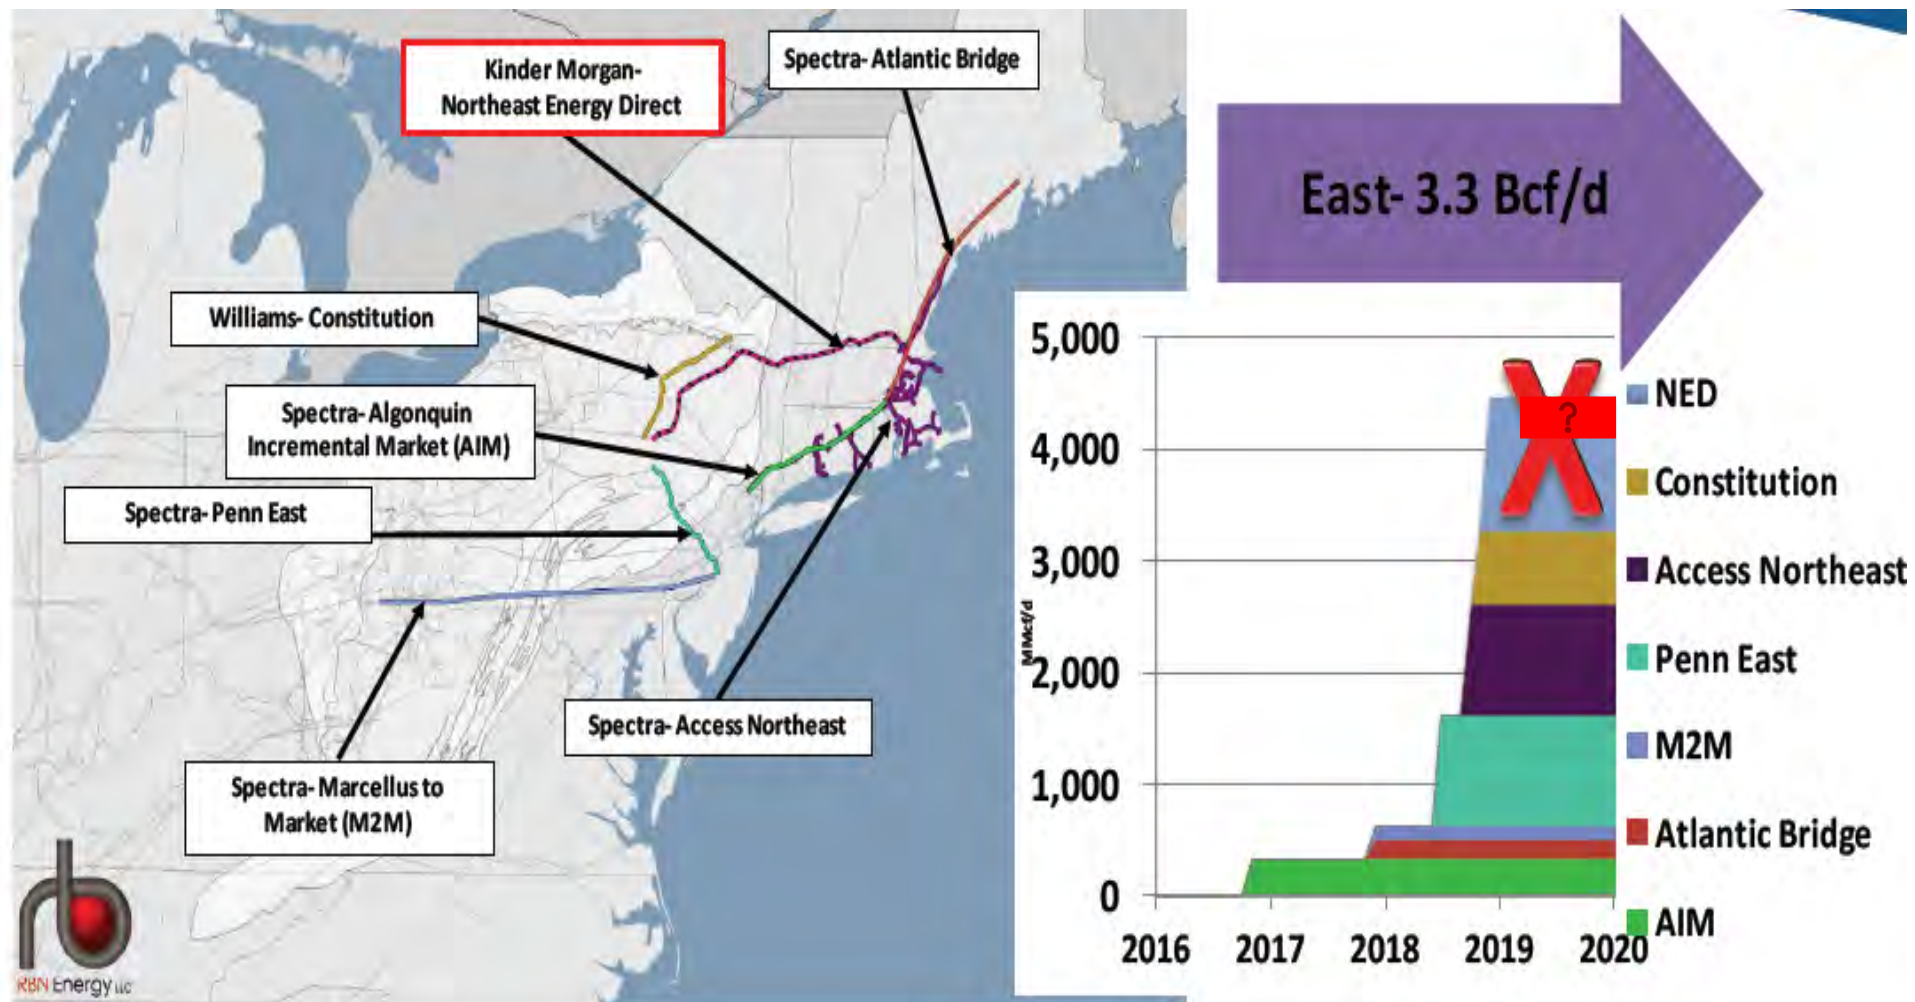 Kinder Morgan-
Northeast Energy Direct
Spectra- Atlantic Bridge
Williams- Constitution
Spectra- Algonquin
Incremental Market (AIM)
Spectra- Penn East
Spectra- Access Northeast
Spectra- Marcellus to
Market (M2M)
RBN Energy LLC
East- 3.3 Bcf/d
MMcf/d
5,000
4,000
3,000
2,000
1,000
0
2016 2017 2018 2019 2020
X
?
NED
Constitution
Access Northeast
Penn East
M2M
Atlantic Bridge
AIM